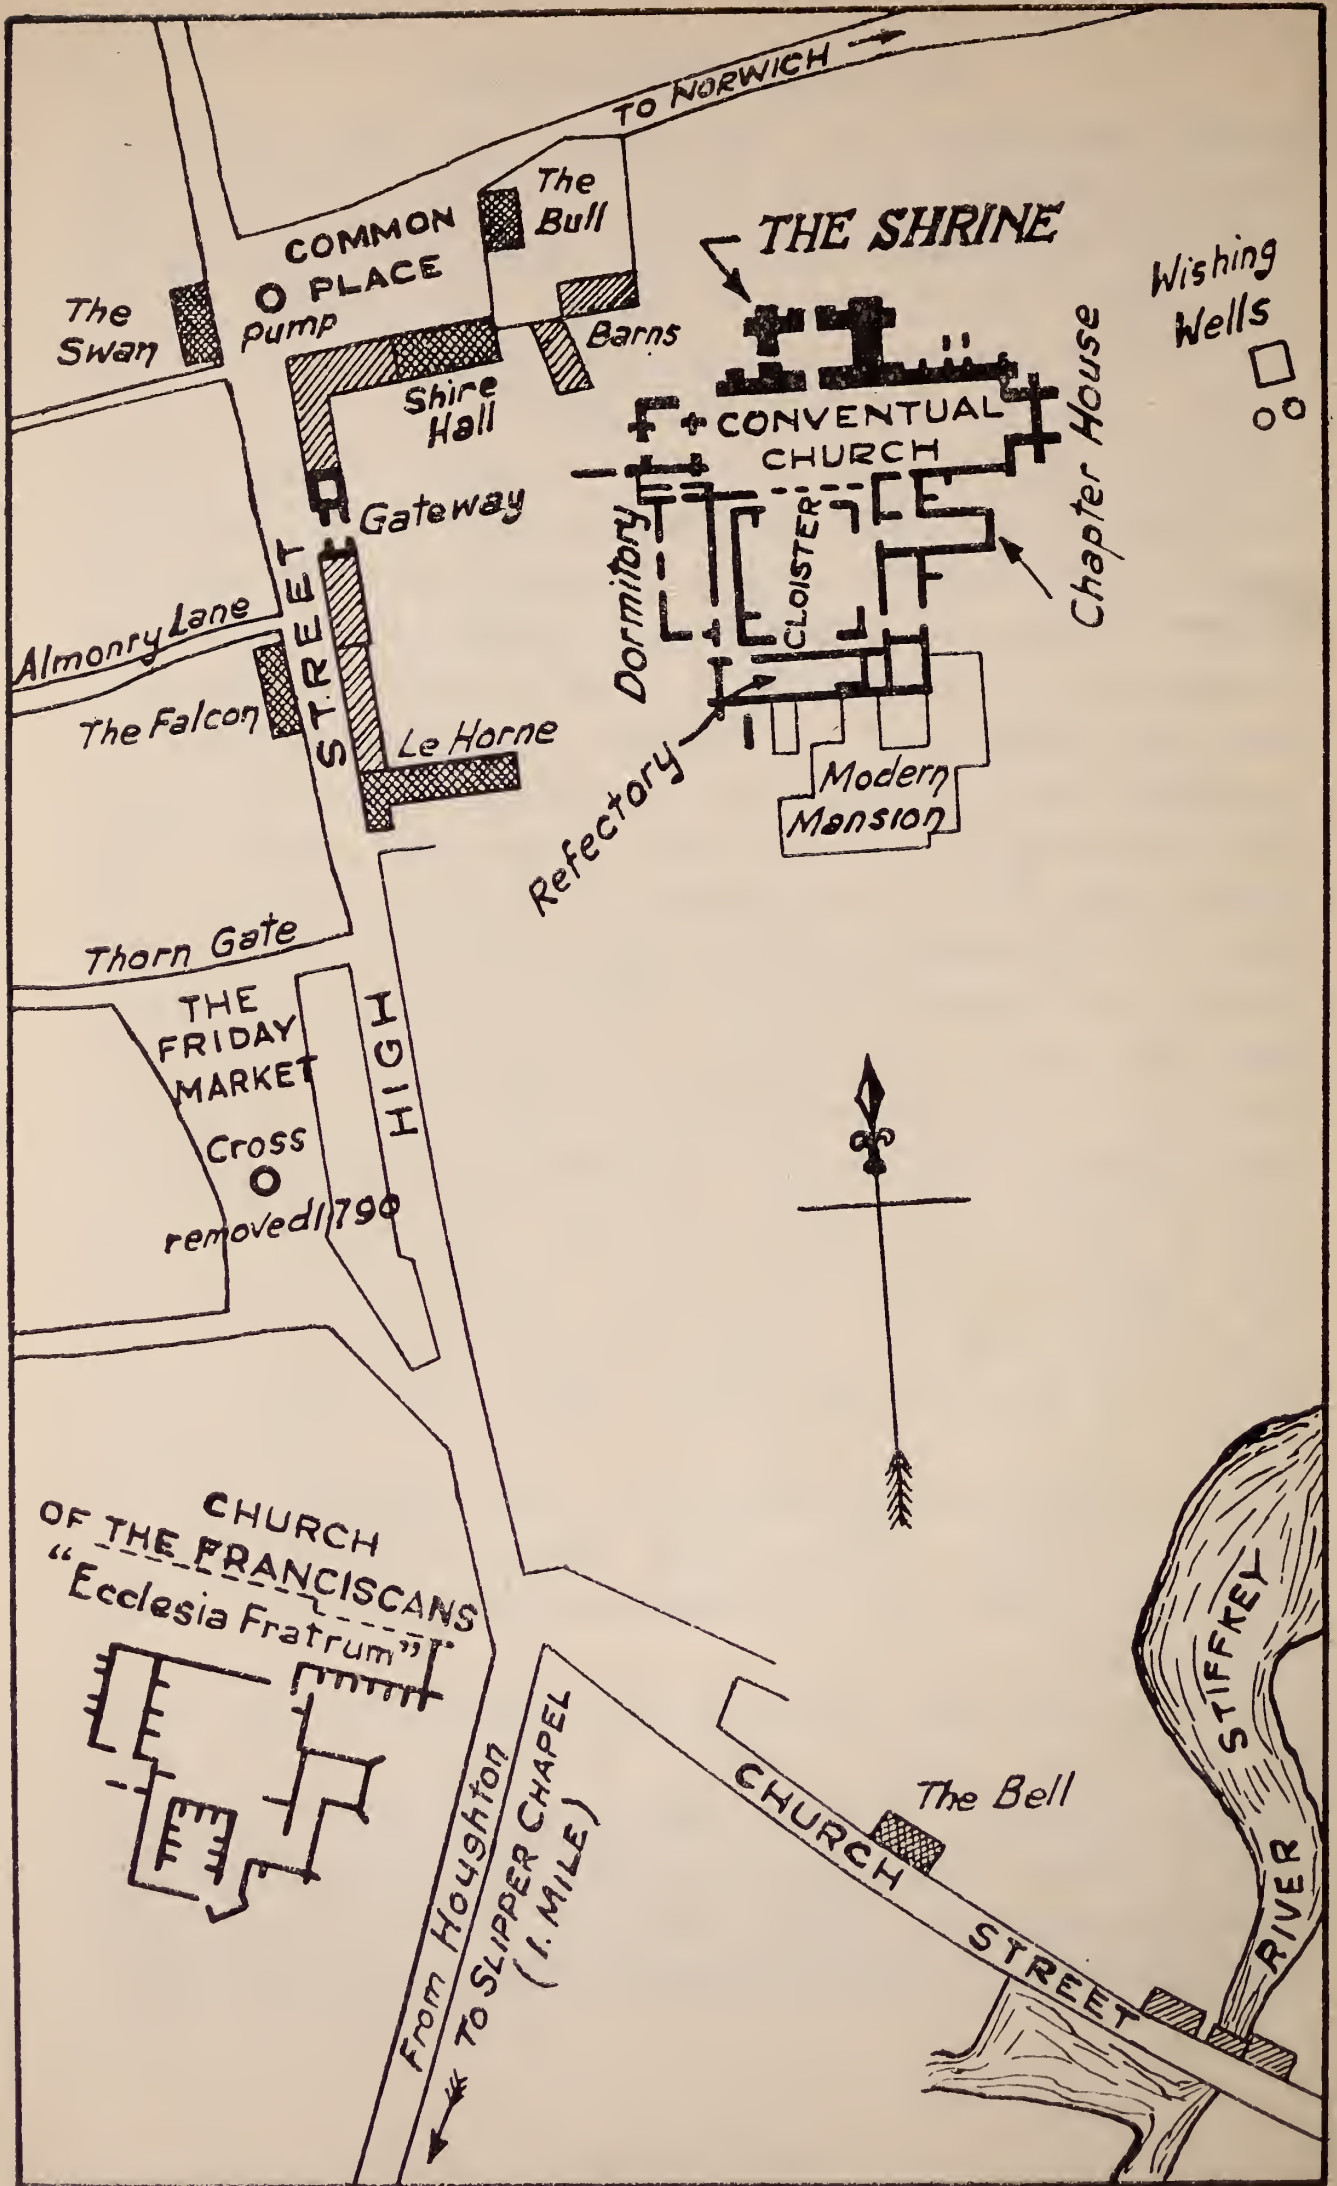 TO NORWICH
The
Bull
COMMON
PLACE
Pump
The
Swan
THE SHRINE
Wishing
Wells
Barns
Shire
Hall
CONVENTUAL
CHURCH
Chapter House
Gateway
Dormitory
CLOISTER
Almonry Lane
The Falcon
HIGH STREET
Le Horne
Refectory
Modern
Mansion
Thorn Gate
THE
FRIDAY
MARKET
Cross
removed 1790
CHURCH
OF THE FRANCISCANS
"Ecclesia Fratrum"
From Houghton
TO SLIPPER CHAPEL
(1. MILE)
CHURCH STREET
The Bell
STIFFKEY RIVER